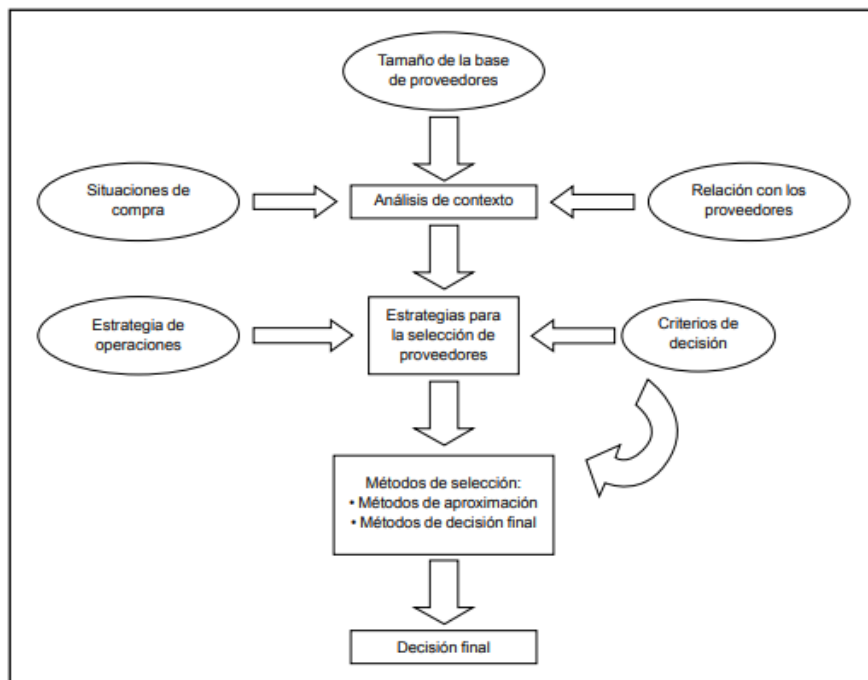 Tamaño de la base
de proveedores
Situaciones de
compra
Análisis de contexto
Relación con los
proveedores
Estrategia de
operaciones
Estrategias para
la selección de
proveedores
Criterios de
decisión
Métodos de selección:
• Métodos de aproximación
• Métodos de decisión final
Decisión final